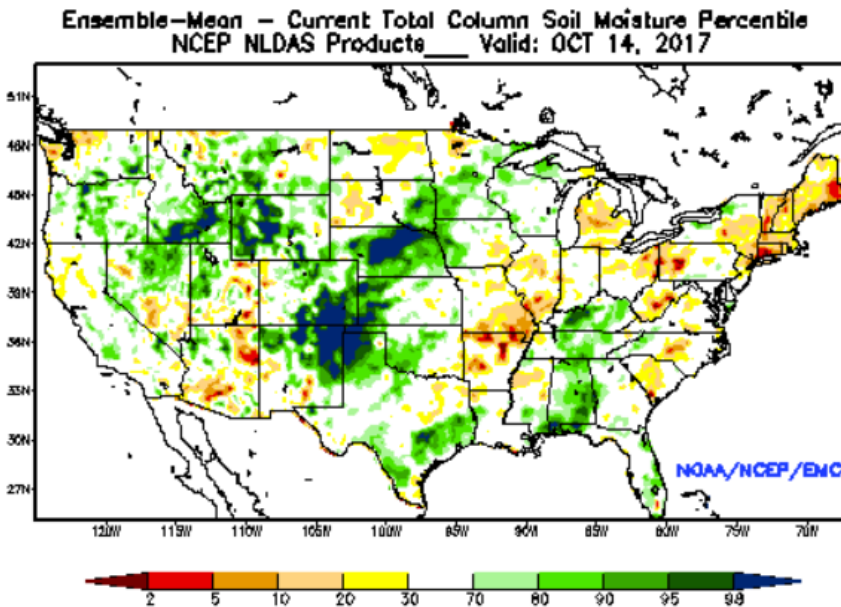 Ensemble-Mean - Current Total Column Soil Moisture Percentile
NCEP NLDAS Products___ Valid: OCT 14, 2017
51N
48N
45N
42N
39N
36N
33N
30N
27N
NOAA/NCEP/EMC
120W 115W 110W 105W 100W 95W 90W 85W 80W 75W 70W
2 5 10 20 30 70 80 90 95 98